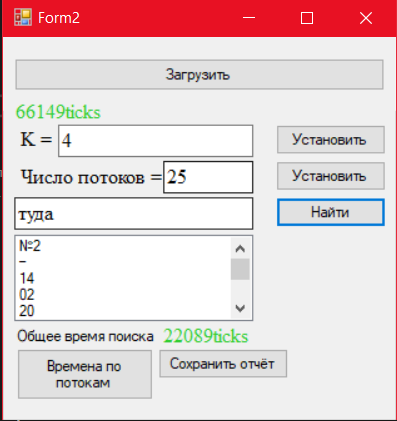 Form2
Загрузить
66149ticks
K = 4 Установить
Число потоков = 25 Установить
туда Найти
№2
–
14
02
20
Общее время поиска 22089ticks
Времена по потокам Сохранить отчёт